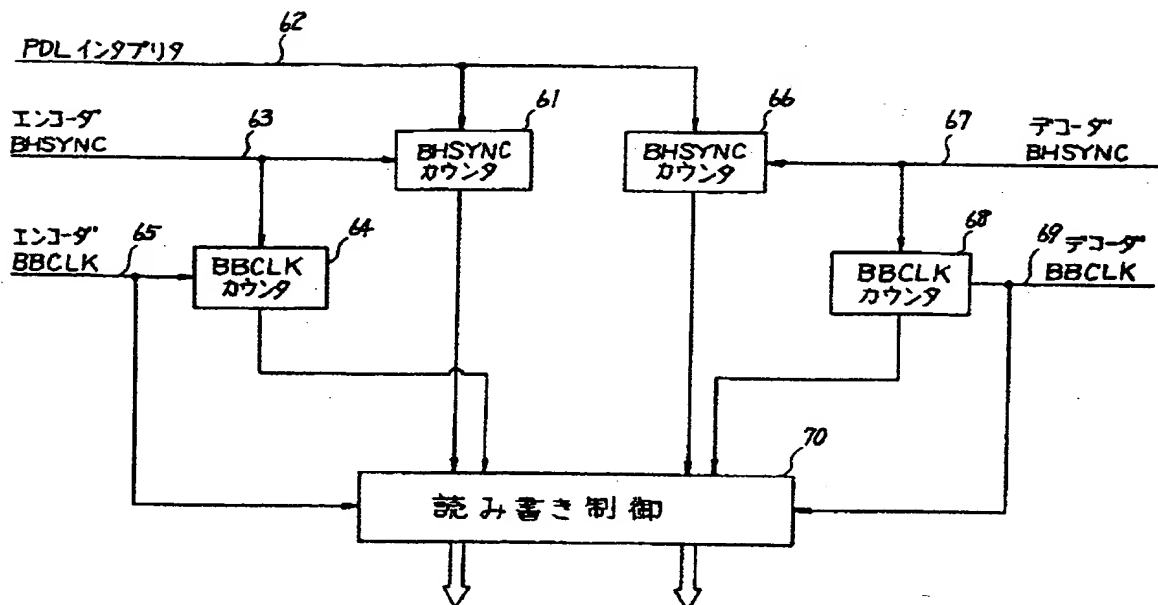 62
PDL インタプリタ
エンコーダ
BHSYNC
63
61
BHSYNC
カウンタ
66
BHSYNC
カウンタ
67
デコーダ
BHSYNC
エンコーダ
BBCLK
65
64
BBCLK
カウンタ
68
BBCLK
カウンタ
69
デコーダ
BBCLK
70
読み書き制御